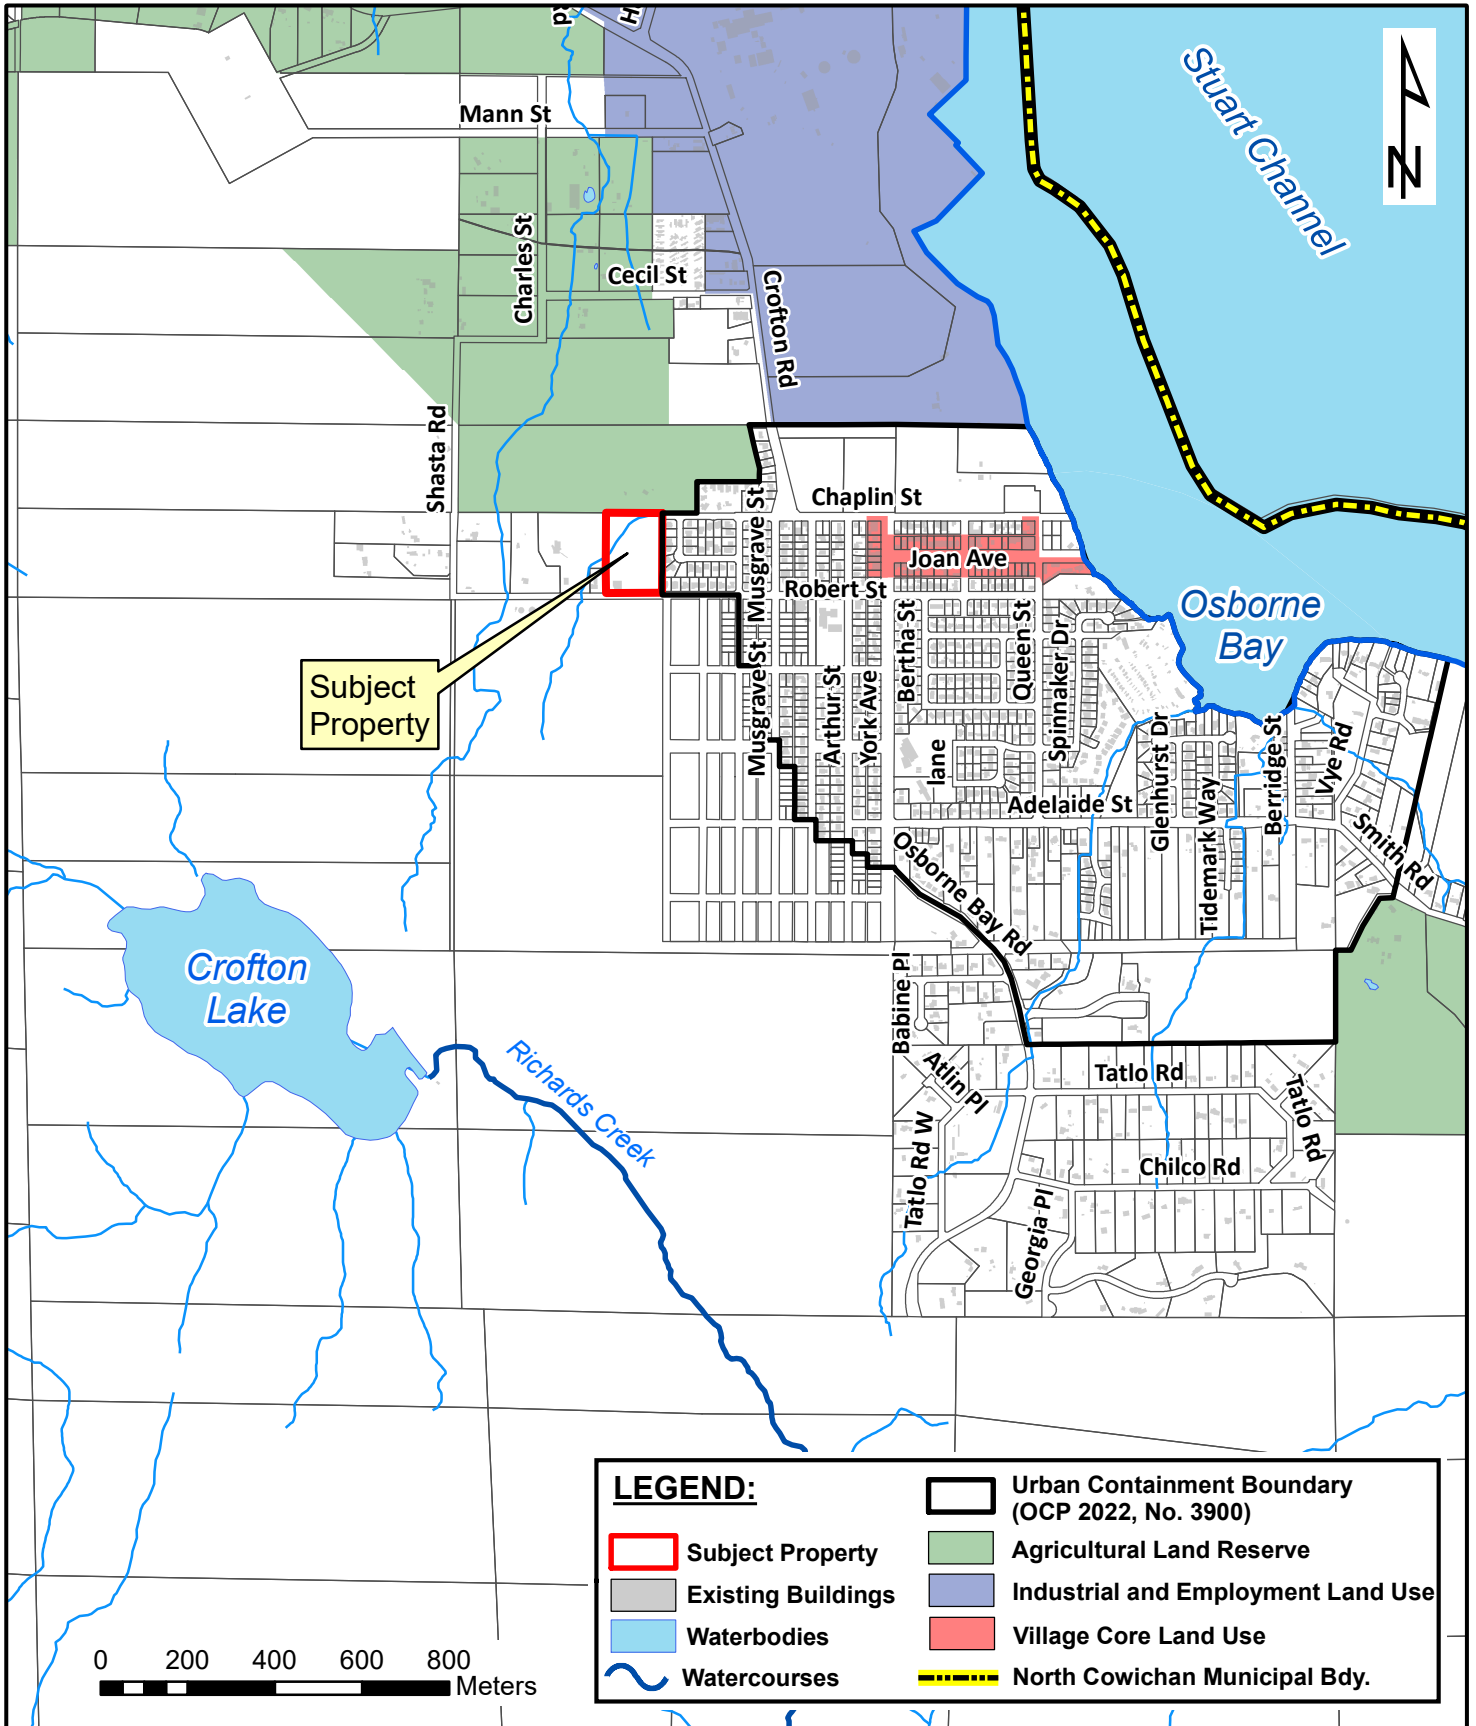 Mann St
Stuart Channel
N
Charles St
Cecil St
Crofton Rd
Shasta Rd
Chaplin St
Musgrave St
Joan Ave
Robert St
Osborne
Bay
Bertha St
Queen St
Spinnaker Dr
Subject
Property
Musgrave St
Arthur St
York Ave
lane
Glenhurst Dr
Berridge St
Vye Rd
Adelaide St
Tidemark Way
Smith Rd
Osborne Bay Rd
Crofton
Lake
Babine Pl
Richards Creek
Atlin Pl
Tatlo Rd
Tatlo Rd
Tatlo Rd W
Chilco Rd
Georgia Pl
LEGEND:
Subject Property
Existing Buildings
Waterbodies
Watercourses
Urban Containment Boundary
(OCP 2022, No. 3900)
Agricultural Land Reserve
Industrial and Employment Land Use
Village Core Land Use
North Cowichan Municipal Bdy.
0 200 400 600 800
Meters